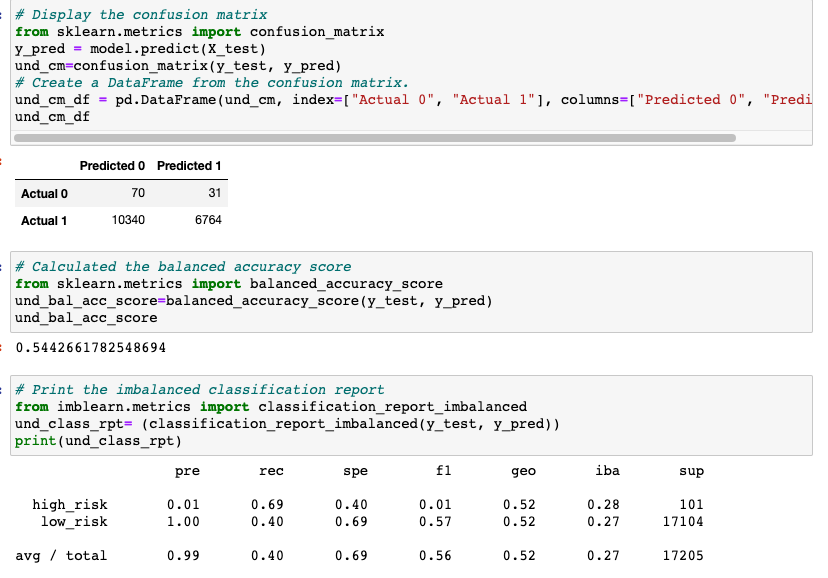 # Display the confusion matrix
from sklearn.metrics import confusion_matrix
y_pred = model.predict(X_test)
und_cm=confusion_matrix(y_test, y_pred)
# Create a DataFrame from the confusion matrix.
und_cm_df = pd.DataFrame(und_cm, index=["Actual 0", "Actual 1"], columns=["Predicted 0", "Predi
und_cm_df
Predicted 0 Predicted 1
Actual 0 70 31
Actual 1 10340 6764
# Calculated the balanced accuracy score
from sklearn.metrics import balanced_accuracy_score
und_bal_acc_score=balanced_accuracy_score(y_test, y_pred)
und_bal_acc_score
0.5442661782548694
# Print the imbalanced classification report
from imblearn.metrics import classification_report_imbalanced
und_class_rpt= (classification_report_imbalanced(y_test, y_pred))
print(und_class_rpt)
pre rec spe f1 geo iba sup
high_risk 0.01 0.69 0.40 0.01 0.52 0.28 101
low_risk 1.00 0.40 0.69 0.57 0.52 0.27 17104
avg / total 0.99 0.40 0.69 0.56 0.52 0.27 17205